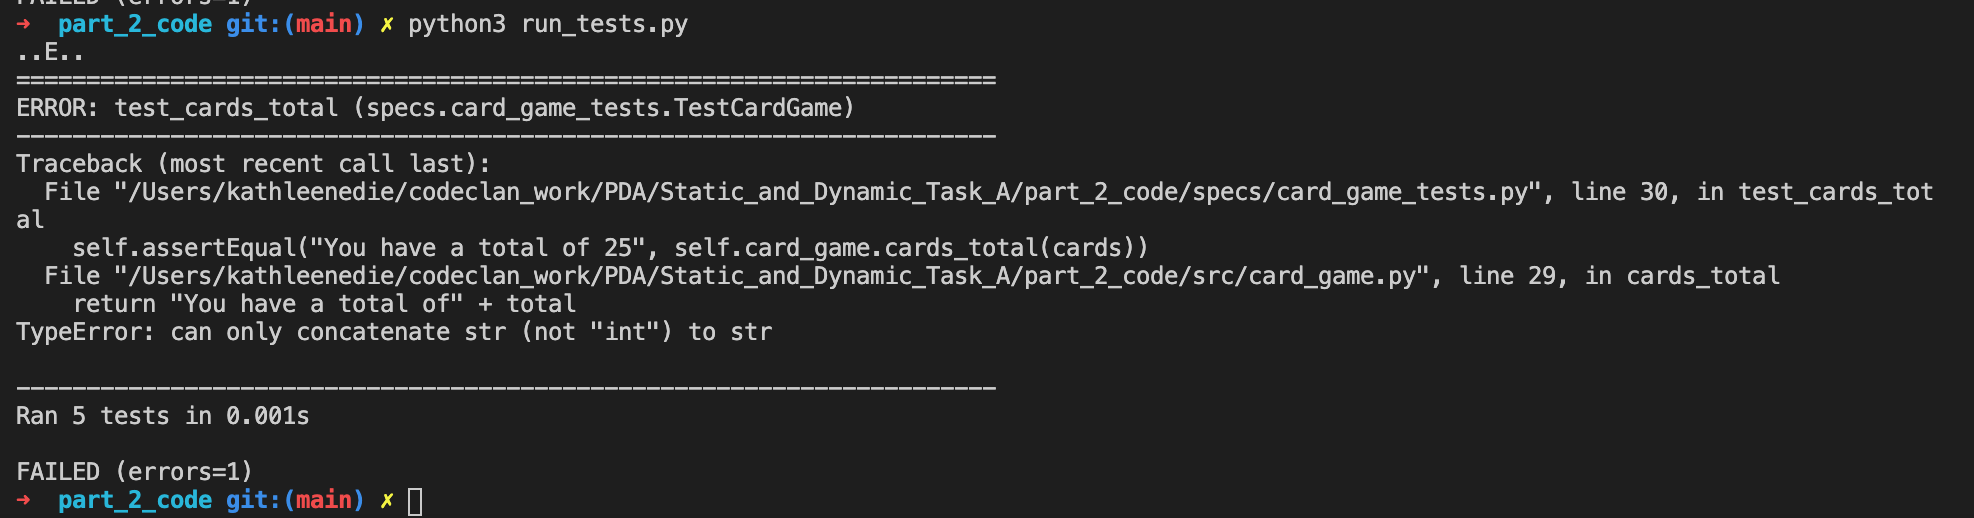 FAILED (errors=1)
→ part_2_code git:(main) ✗ python3 run_tests.py
..E..
======================================================================
ERROR: test_cards_total (specs.card_game_tests.TestCardGame)
----------------------------------------------------------------------
Traceback (most recent call last):
  File "/Users/kathleenedie/codeclan_work/PDA/Static_and_Dynamic_Task_A/part_2_code/specs/card_game_tests.py", line 30, in test_cards_tot
al
    self.assertEqual("You have a total of 25", self.card_game.cards_total(cards))
  File "/Users/kathleenedie/codeclan_work/PDA/Static_and_Dynamic_Task_A/part_2_code/src/card_game.py", line 29, in cards_total
    return "You have a total of" + total
TypeError: can only concatenate str (not "int") to str

----------------------------------------------------------------------
Ran 5 tests in 0.001s

FAILED (errors=1)
→ part_2_code git:(main) ✗